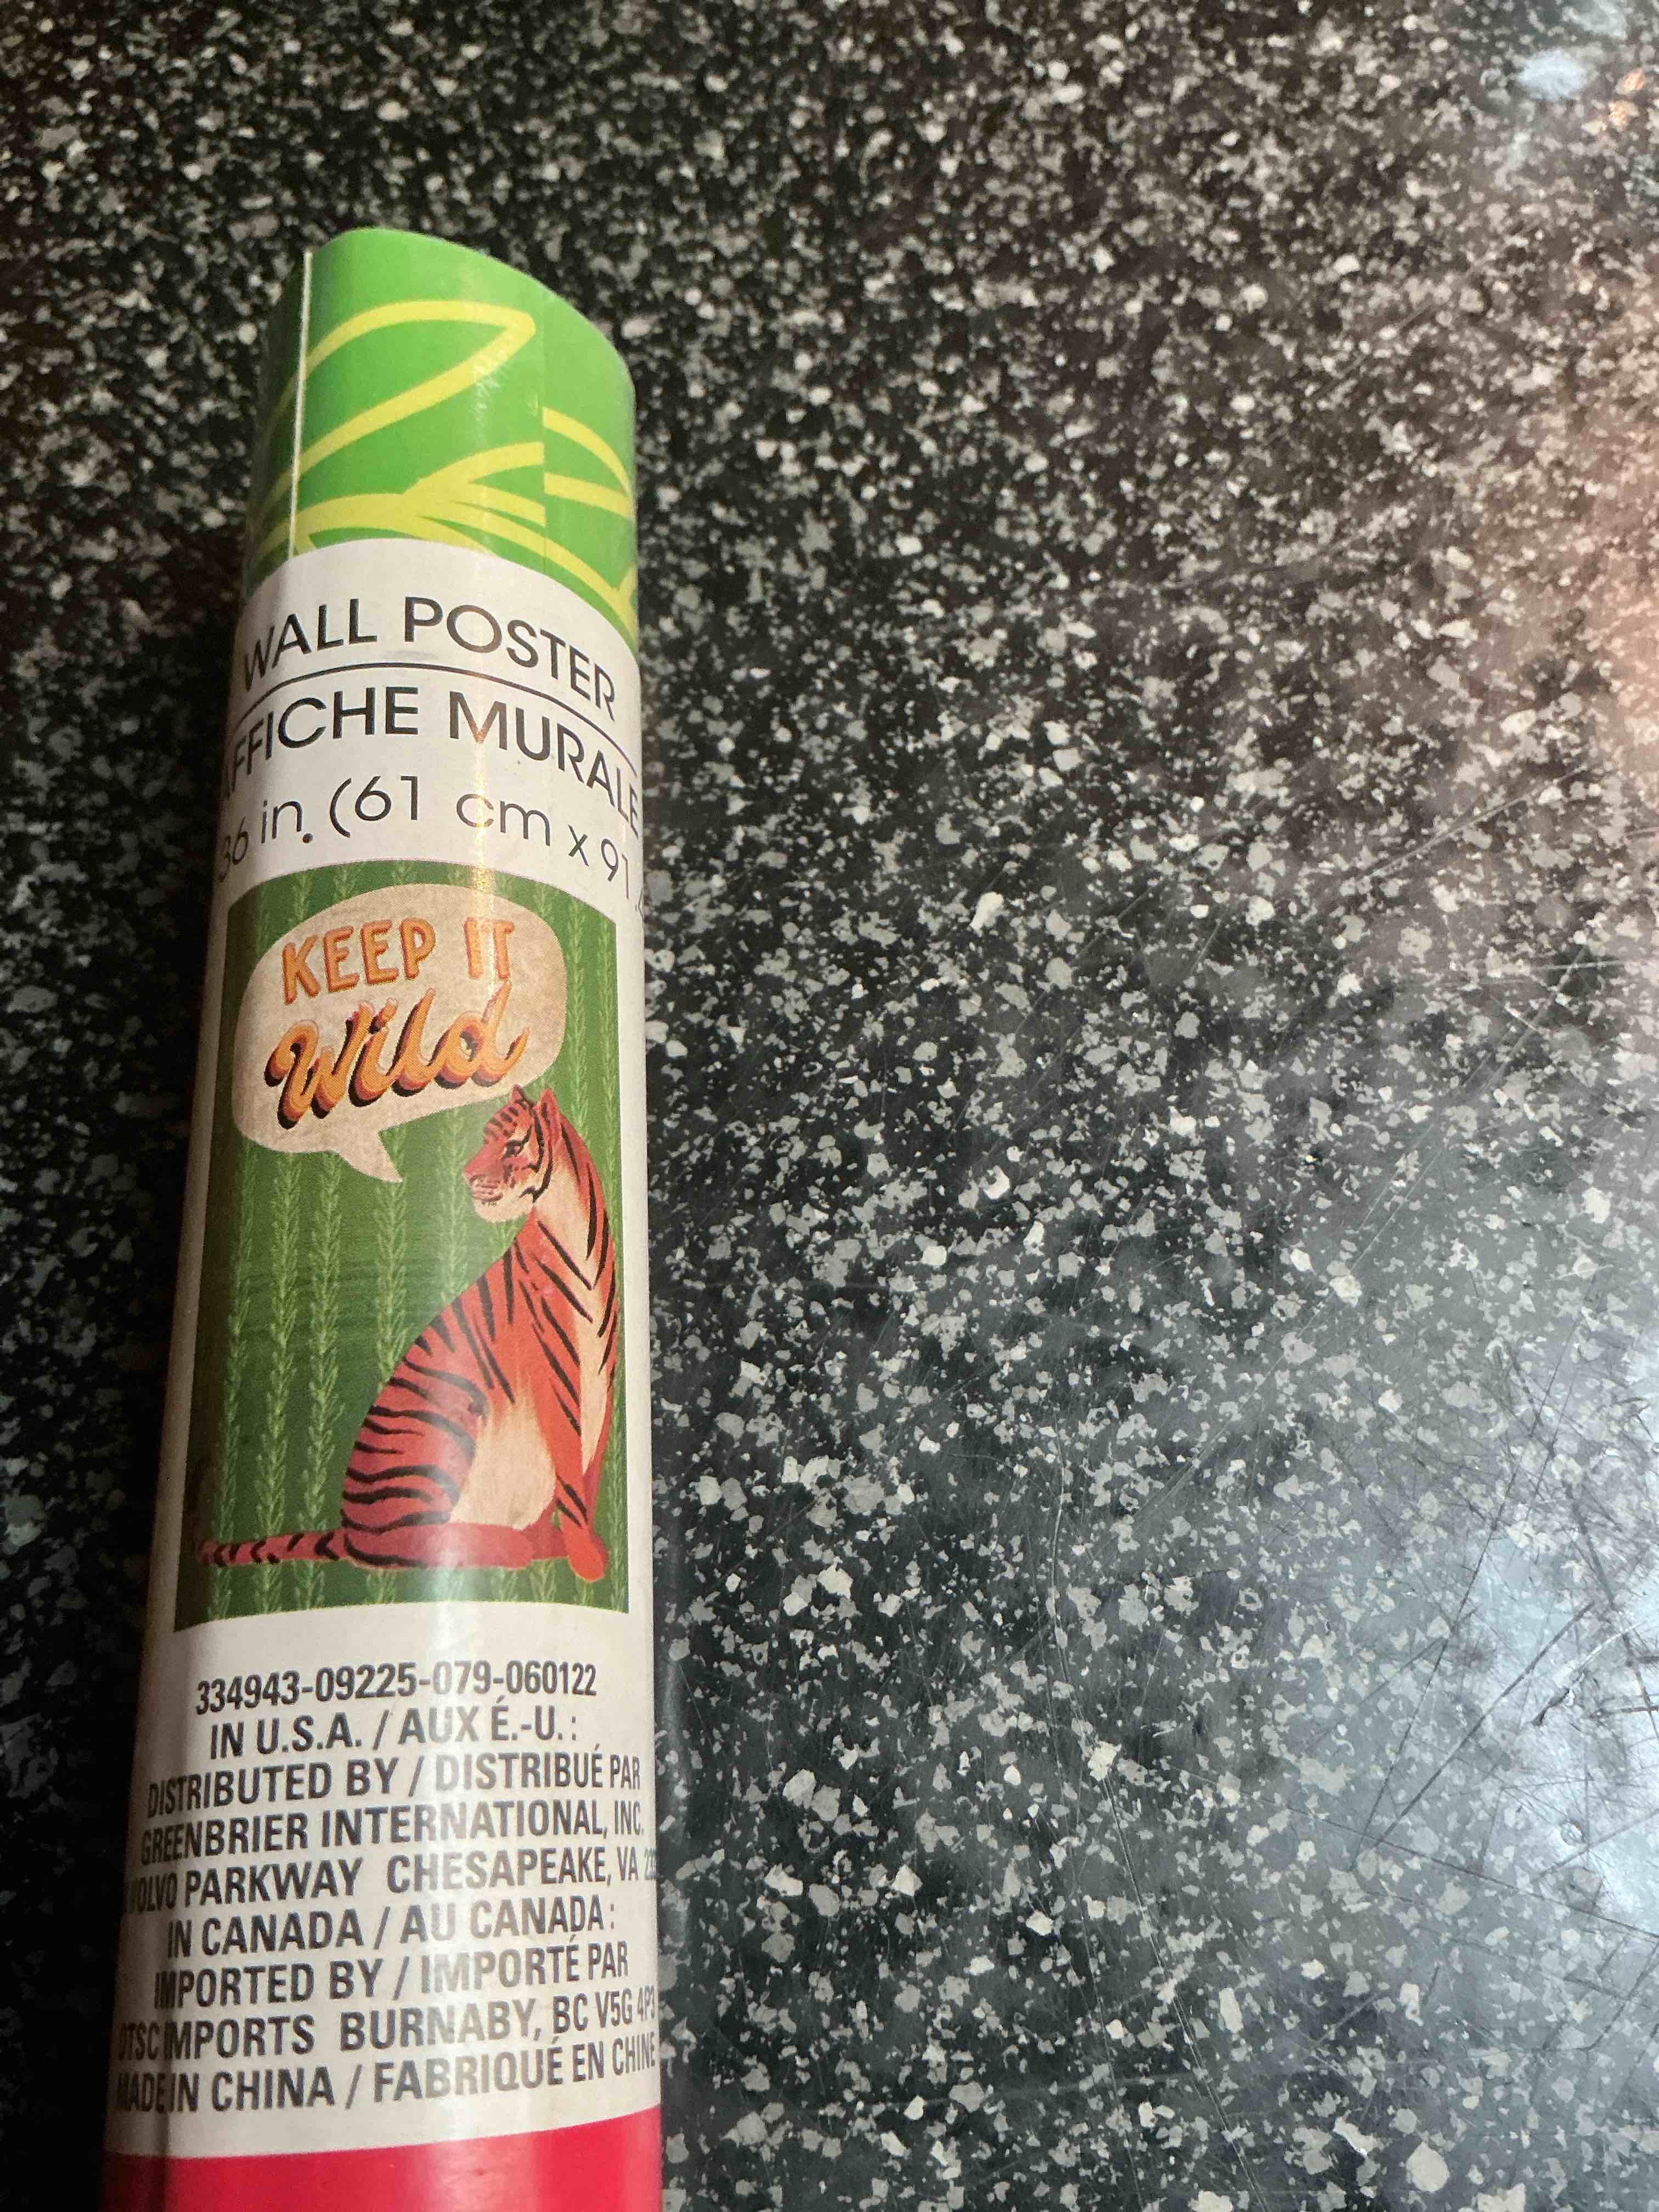 WALL POSTER
AFFICHE MURALE
36 in. (61 cm x 91.
KEEP IT
Wild
334943-09225-079-060122
IN U.S.A. / AUX É.-U. :
DISTRIBUTED BY / DISTRIBUÉ PAR
GREENBRIER INTERNATIONAL, INC.
VOLVO PARKWAY CHESAPEAKE, VA
IN CANADA / AU CANADA :
IMPORTED BY / IMPORTÉ PAR
DTSC IMPORTS BURNABY, BC V5G 4P3
MADE IN CHINA / FABRIQUÉ EN CHINE